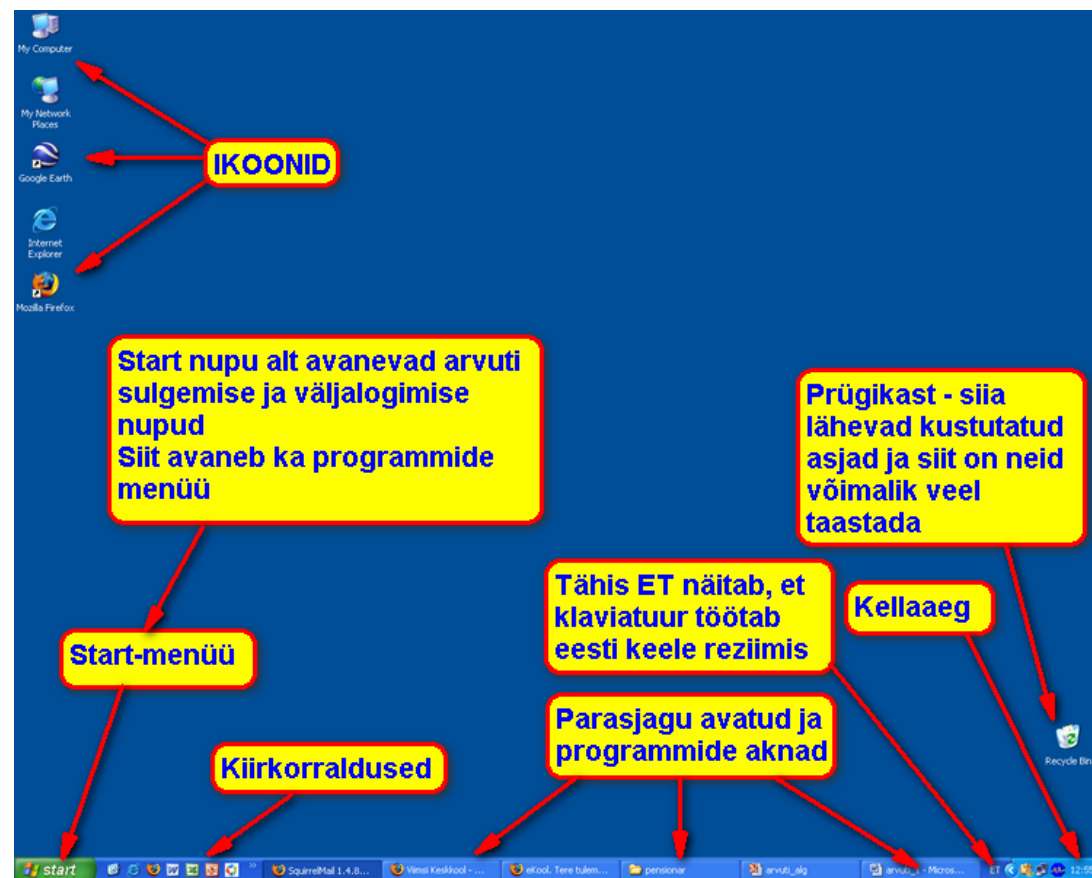 My Computer
My Network
Places
Google Earth
Internet
Explorer
Mozilla Firefox
IKOONID
Start nupu alt avanevad arvuti
sulgemise ja väljalogimise
nupud
Siit avaneb ka programmide
menüü
Prügikast - siia
lähevad kustutatud
asjad ja siit on neid
võimalik veel
taastada
Tähis ET näitab, et
klaviatuur töötab
eesti keele reziimis
Kellaaeg
Start-menüü
Parasjagu avatud ja
programmide aknad
Kiirkorraldused
Recycle Bin
start
SquirrelMail 1.4.8...
Viimsi Keskkool - ...
eKool. Tere tulem...
pensionar
arvuti_alg
- Micros...
ET
12:55